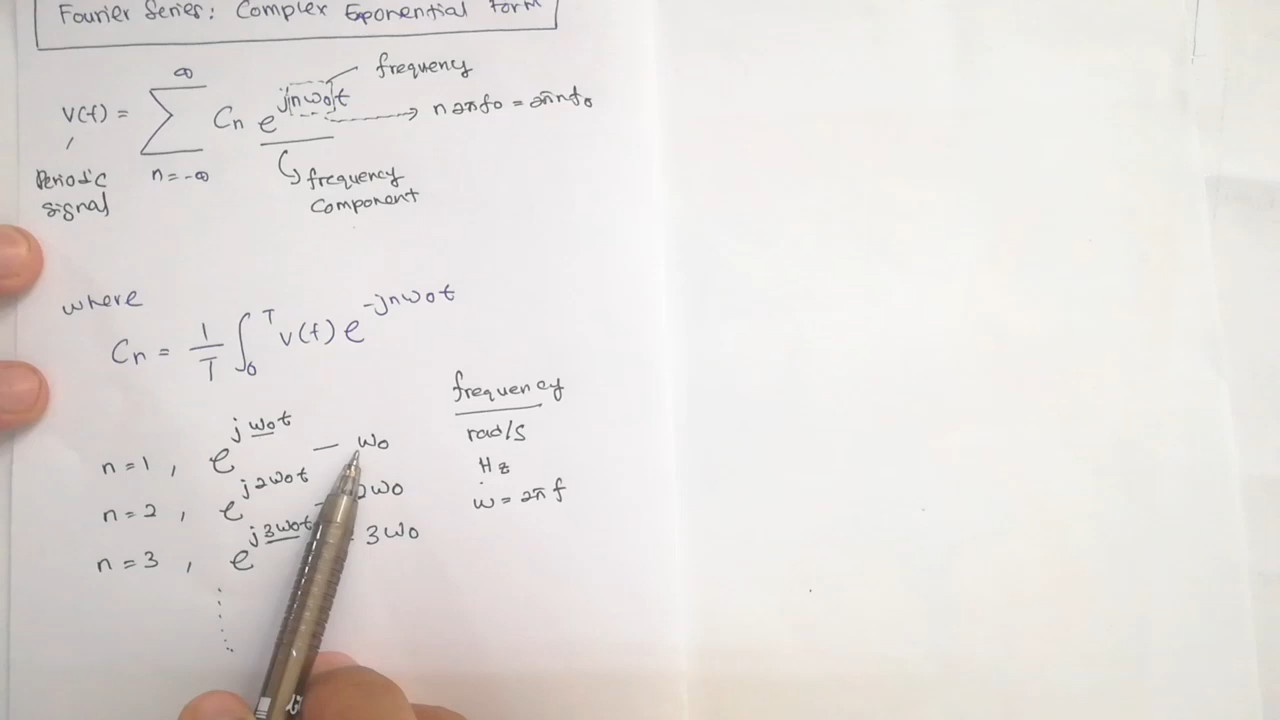 Fourier Series: Complex Exponential Form
frequency
v(t) = ∞ Σ n=-∞ Cn e^jnω0t → n2πf0 = 2πnf0
Periodic signal
frequency
component
where
Cn = 1/T ∫0^T v(t) e^-jnω0t
frequency
rad/s
Hz
ω = 2πf
n=1, e^jω0t — ω0
n=2, e^j2ω0t - 2ω0
n=3, e^j3ω0t 3ω0